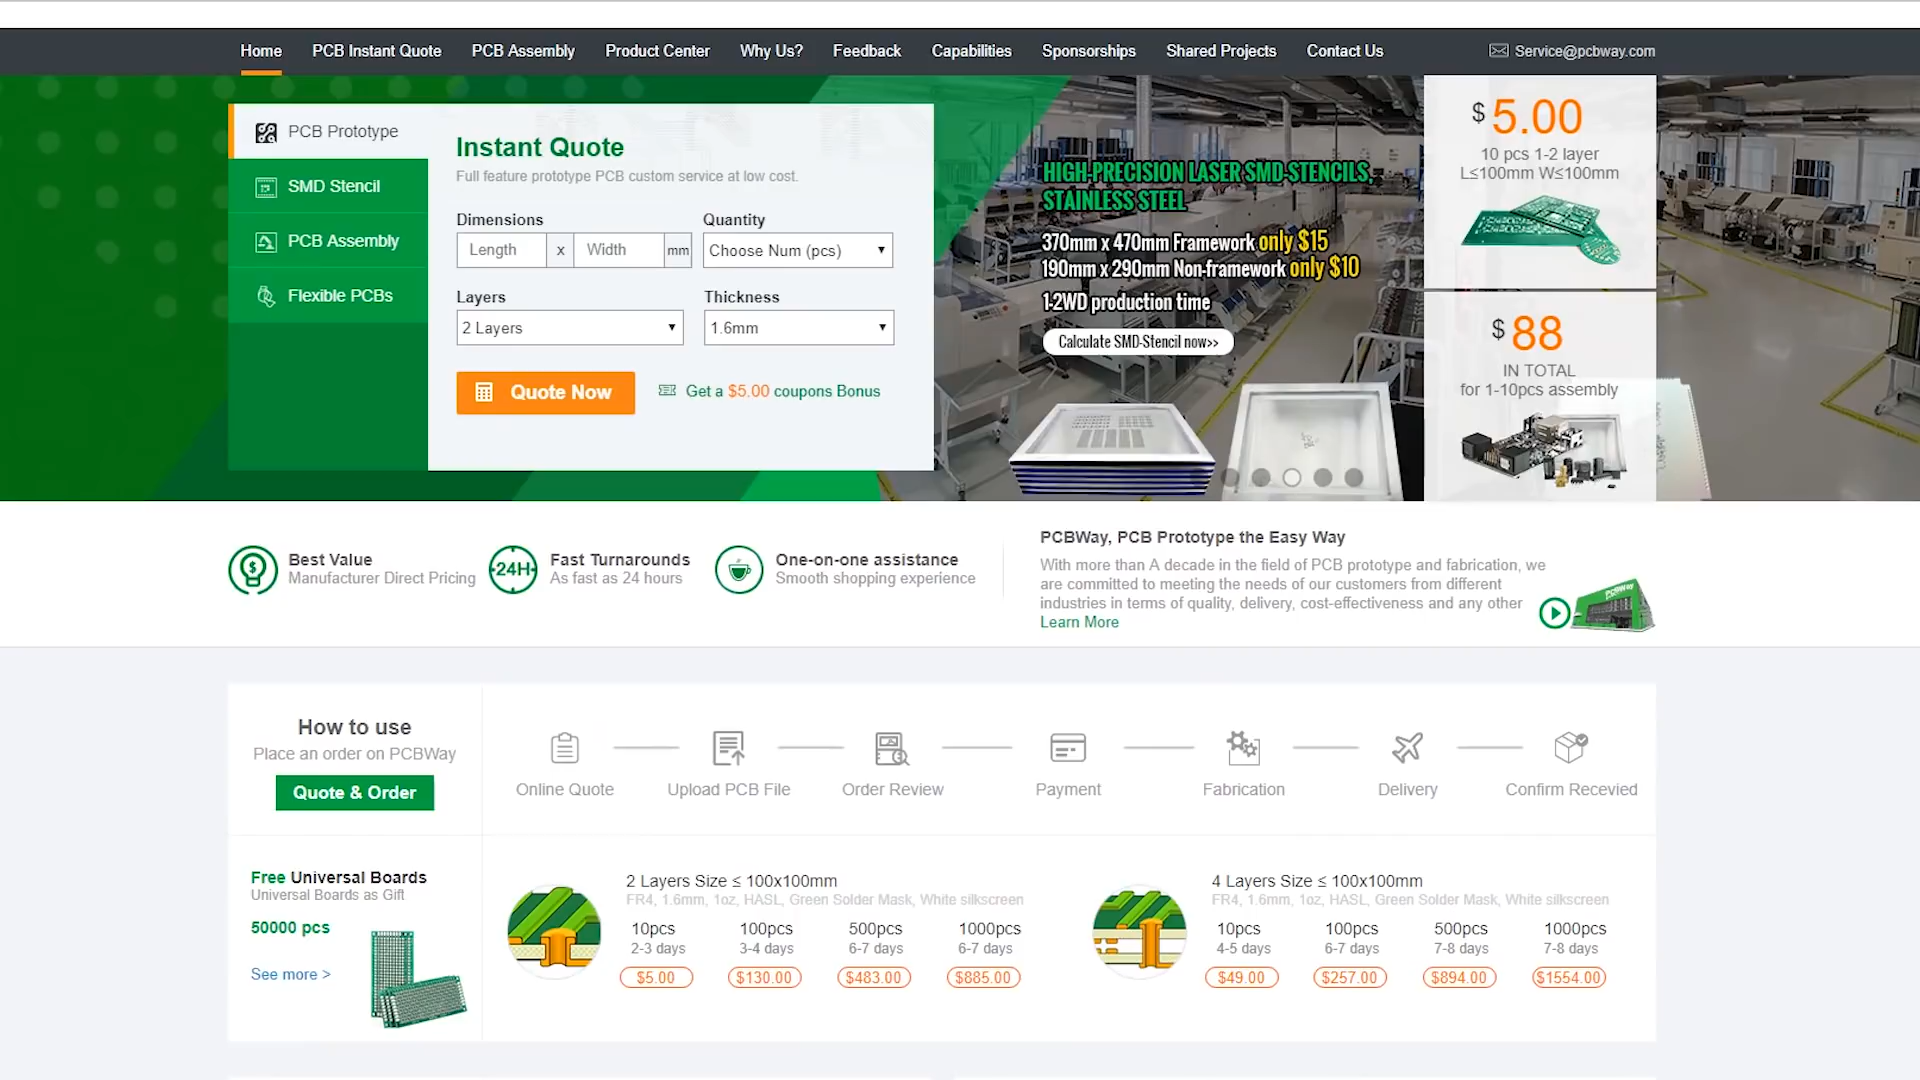 Home PCB Instant Quote PCB Assembly Product Center Why Us? Feedback Capabilities Sponsorships Shared Projects Contact Us Service@pcbway.com
PCB Prototype
SMD Stencil
PCB Assembly
Flexible PCBs
Instant Quote
Full feature prototype PCB custom service at low cost.
Dimensions Quantity
Length x Width mm Choose Num (pcs)
Layers Thickness
2 Layers 1.6mm
Quote Now Get a $5.00 coupons Bonus
HIGH-PRECISION LASER SMD-STENCILS,
STAINLESS STEEL
370mm x 470mm Framework only $15
190mm x 290mm Non-framework only $10
1-2WD production time
Calculate SMD-Stencil now>>
$ 5.00
10 pcs 1-2 layer
L≤100mm W≤100mm
$ 88
IN TOTAL
for 1-10pcs assembly
Best Value
Manufacturer Direct Pricing
24H
Fast Turnarounds
As fast as 24 hours
One-on-one assistance
Smooth shopping experience
PCBWay, PCB Prototype the Easy Way
With more than A decade in the field of PCB prototype and fabrication, we
are committed to meeting the needs of our customers from different
industries in terms of quality, delivery, cost-effectiveness and any other
Learn More
PCBWay
How to use
Place an order on PCBWay
Quote & Order
Online Quote Upload PCB File Order Review Payment Fabrication Delivery Confirm Recevied
Free Universal Boards
Universal Boards as Gift
50000 pcs
See more >
2 Layers Size ≤ 100x100mm
FR4, 1.6mm, 1oz, HASL, Green Solder Mask, White silkscreen
10pcs 100pcs 500pcs 1000pcs
2-3 days 3-4 days 6-7 days 6-7 days
$5.00 $130.00 $483.00 $885.00
4 Layers Size ≤ 100x100mm
FR4, 1.6mm, 1oz, HASL, Green Solder Mask, White silkscreen
10pcs 100pcs 500pcs 1000pcs
4-5 days 6-7 days 7-8 days 7-8 days
$49.00 $257.00 $894.00 $1554.00